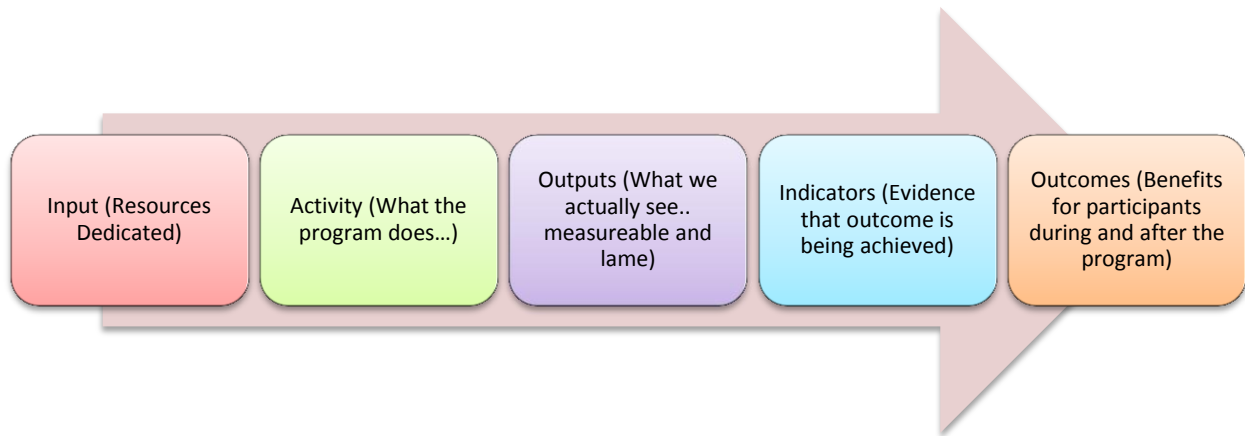 Input (Resources
Dedicated)
Activity (What the
program does…)
Outputs (What we
actually see..
measureable and
lame)
Indicators (Evidence
that outcome is
being achieved)
Outcomes (Benefits
for participants
during and after the
program)